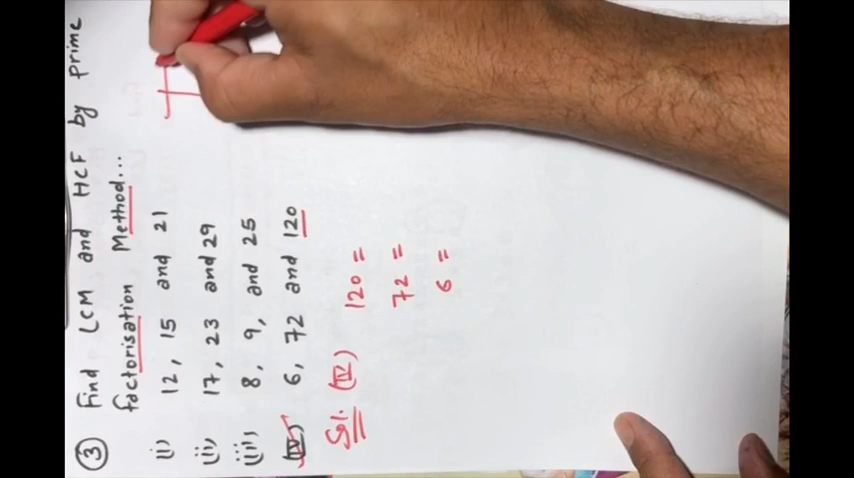 ③ Find LCM and HCF by prime
factorisation Method...
(i) 12, 15 and 21
(ii) 17, 23 and 29
(iii) 8, 9, and 25
(IV) 6, 72 and 120
Sol. (IV) 120 =
72 =
6 =